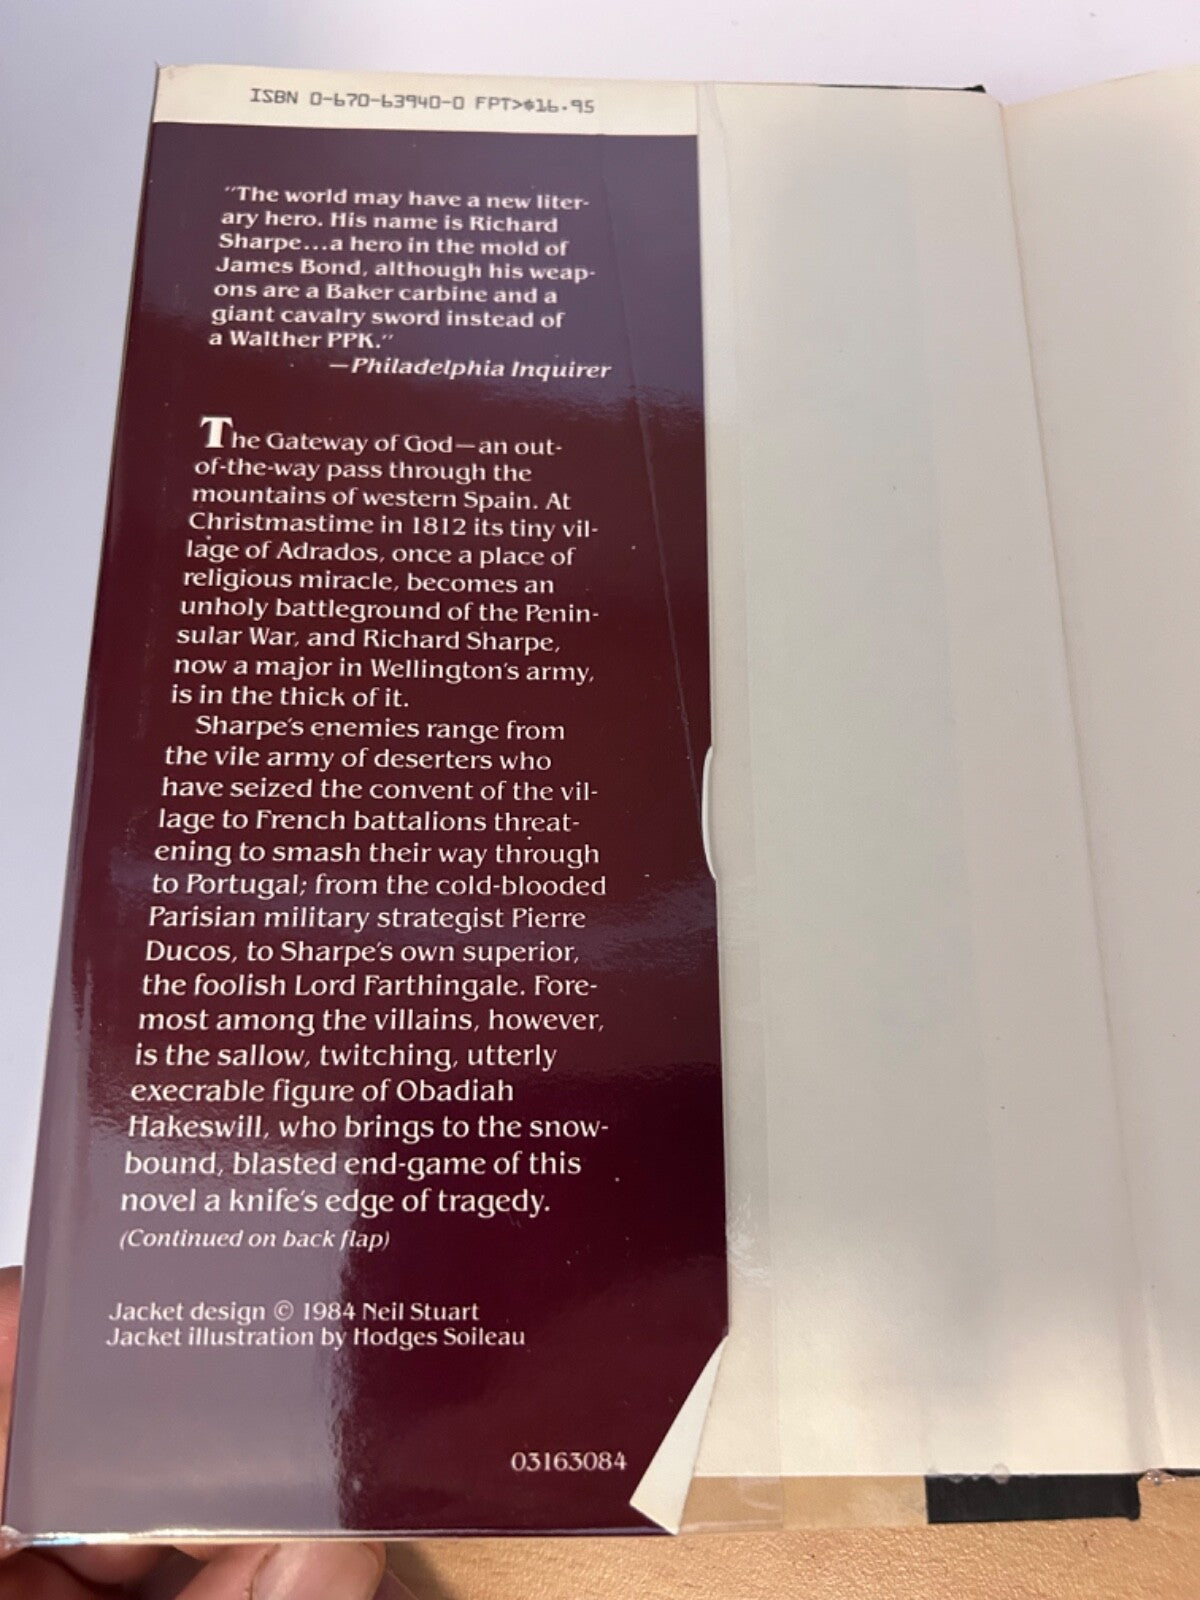 ISBN 0-670-63940-0 FPT>$16.95
"The world may have a new liter-
ary hero. His name is Richard
Sharpe...a hero in the mold of
James Bond, although his weap-
ons are a Baker carbine and a
giant cavalry sword instead of
a Walther PPK."
—Philadelphia Inquirer
The Gateway of God—an out-
of-the-way pass through the
mountains of western Spain. At
Christmastime in 1812 its tiny vil-
lage of Adrados, once a place of
religious miracle, becomes an
unholy battleground of the Penin-
sular War, and Richard Sharpe,
now a major in Wellington's army,
is in the thick of it.
Sharpe's enemies range from
the vile army of deserters who
have seized the convent of the vil-
lage to French battalions threat-
ening to smash their way through
to Portugal; from the cold-blooded
Parisian military strategist Pierre
Ducos, to Sharpe's own superior,
the foolish Lord Farthingale. Fore-
most among the villains, however,
is the sallow, twitching, utterly
execrable figure of Obadiah
Hakeswill, who brings to the snow-
bound, blasted end-game of this
novel a knife's edge of tragedy.
(Continued on back flap)
Jacket design © 1984 Neil Stuart
Jacket illustration by Hodges Soileau
03163084